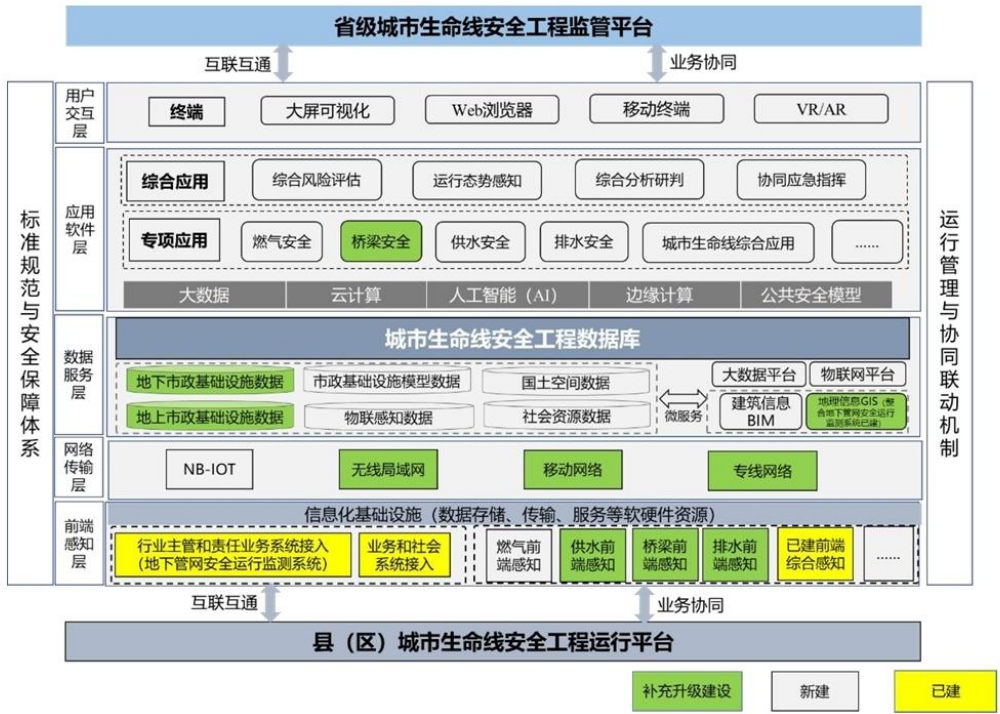 省级城市生命线安全工程监管平台
互联互通
业务协同
标准规范与安全保障体系
运行管理与协同联动机制
用户
交互
层
终端
大屏可视化
Web浏览器
移动终端
VR/AR
应用
软件
层
综合应用
综合风险评估
运行态势感知
综合分析研判
协同应急指挥
专项应用
燃气安全
桥梁安全
供水安全
排水安全
城市生命线综合应用
......
大数据
云计算
人工智能（AI）
边缘计算
公共安全模型
数据
服务
层
城市生命线安全工程数据库
地下市政基础设施数据
市政基础设施模型数据
国土空间数据
地上市政基础设施数据
物联感知数据
社会资源数据
微服务
大数据平台
物联网平台
建筑信息
BIM
地理信息GIS（整
合地下管网安全运行
监测系统已建）
网络
传输
层
NB-IOT
无线局域网
移动网络
专线网络
前端
感知
层
信息化基础设施（数据存储、传输、服务等软硬件资源）
行业主管和责任业务系统接入
（地下管网安全运行监测系统）
业务和社会
系统接入
燃气前
端感知
供水前
端感知
桥梁前
端感知
排水前
端感知
已建前端
综合感知
......
互联互通
业务协同
县（区）城市生命线安全工程运行平台
补充升级建设
新建
已建